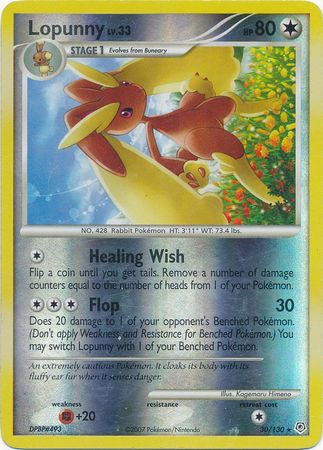 Lopunny LV.33 HP 80
STAGE 1 Evolves from Buneary
NO. 428 Rabbit Pokémon HT: 3'11" WT: 73.4 lbs.
Healing Wish
Flip a coin until you get tails. Remove a number of damage
counters equal to the number of heads from 1 of your Pokémon.
Flop 30
Does 20 damage to 1 of your opponent's Benched Pokémon.
(Don't apply Weakness and Resistance for Benched Pokémon.) You
may switch Lopunny with 1 of your Benched Pokémon.
An extremely cautious Pokémon. It cloaks its body with its
fluffy ear fur when it senses danger.
Illus. Kagemaru Himeno
weakness resistance retreat cost
+20
DPBP#493 ©2007 Pokémon/Nintendo 30/130 ★